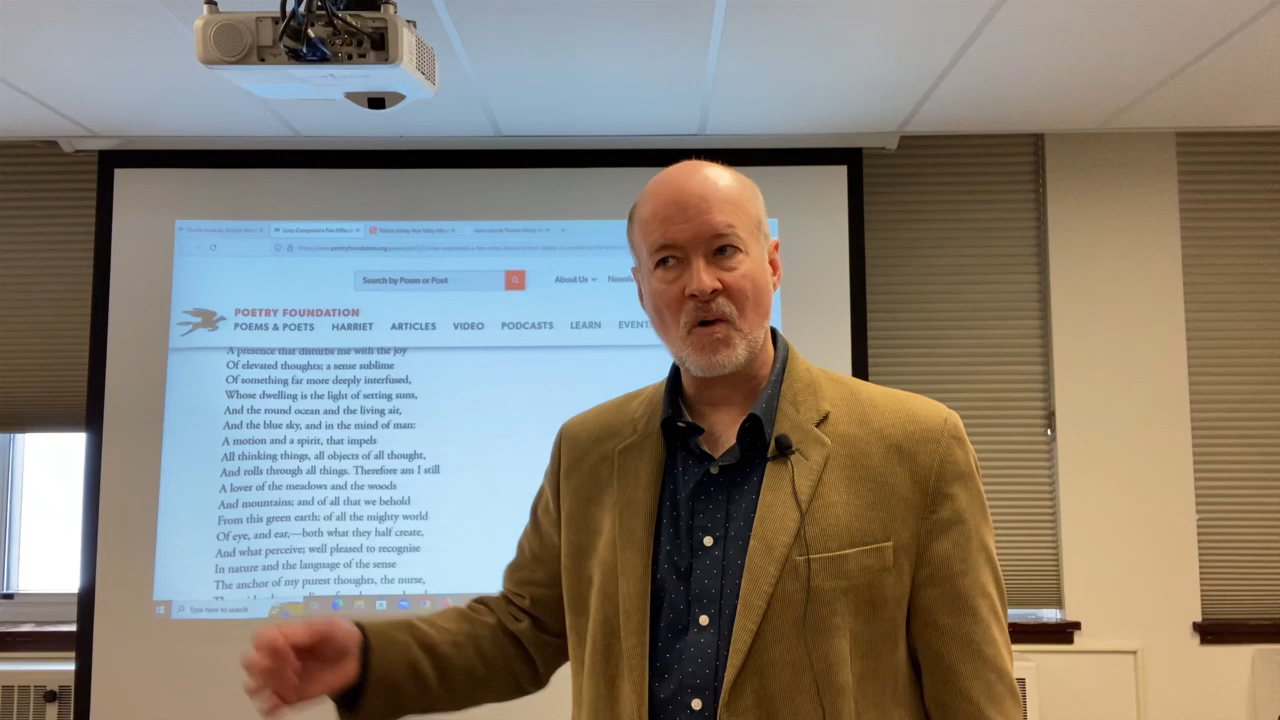 Search by Poem or Post
About Us
POETRY FOUNDATION
POEMS & POETS HARRIET ARTICLES VIDEO PODCASTS LEARN
A presence that disturbs me with the joy
Of elevated thoughts; a sense sublime
Of something far more deeply interfused,
Whose dwelling is the light of setting suns,
And the round ocean and the living air,
And the blue sky, and in the mind of man:
A motion and a spirit, that impels
All thinking things, all objects of all thought,
And rolls through all things. Therefore am I still
A lover of the meadows and the woods
And mountains; and of all that we behold
From this green earth; of all the mighty world
Of eye, and ear,—both what they half create,
And what perceive; well pleased to recognise
In nature and the language of the sense
The anchor of my purest thoughts, the nurse,
Type here to search